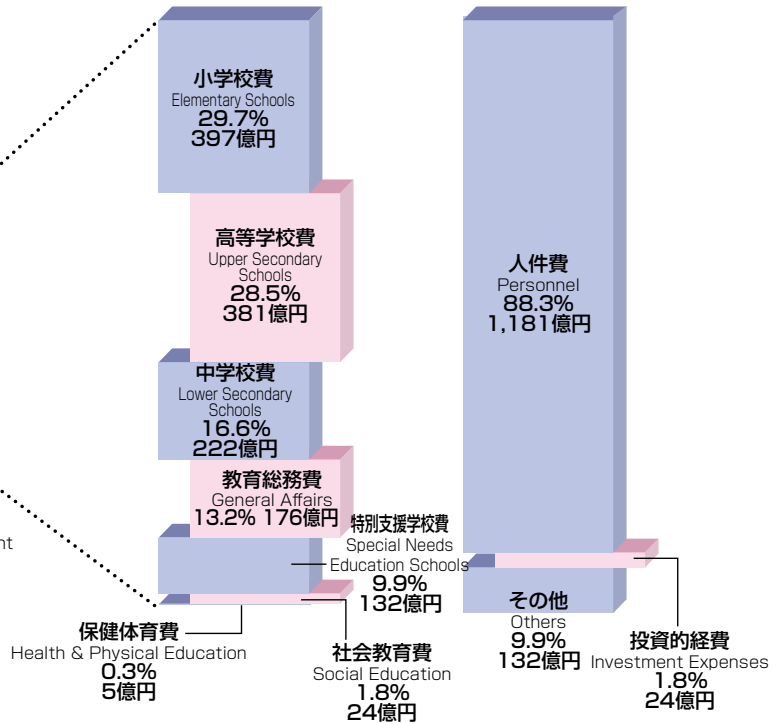 小学校費
Elementary Schools
29.7%
397億円
高等学校費
Upper Secondary
Schools
28.5%
381億円
中学校費
Lower Secondary
Schools
16.6%
222億円
教育総務費
General Affairs
13.2% 176億円
特別支援学校費
Special Needs
Education Schools
9.9%
132億円
nt
保健体育費
Health & Physical Education
0.3%
5億円
社会教育費
Social Education
1.8%
24億円
人件費
Personnel
88.3%
1,181億円
その他
Others
9.9%
132億円
投資的経費
Investment Expenses
1.8%
24億円